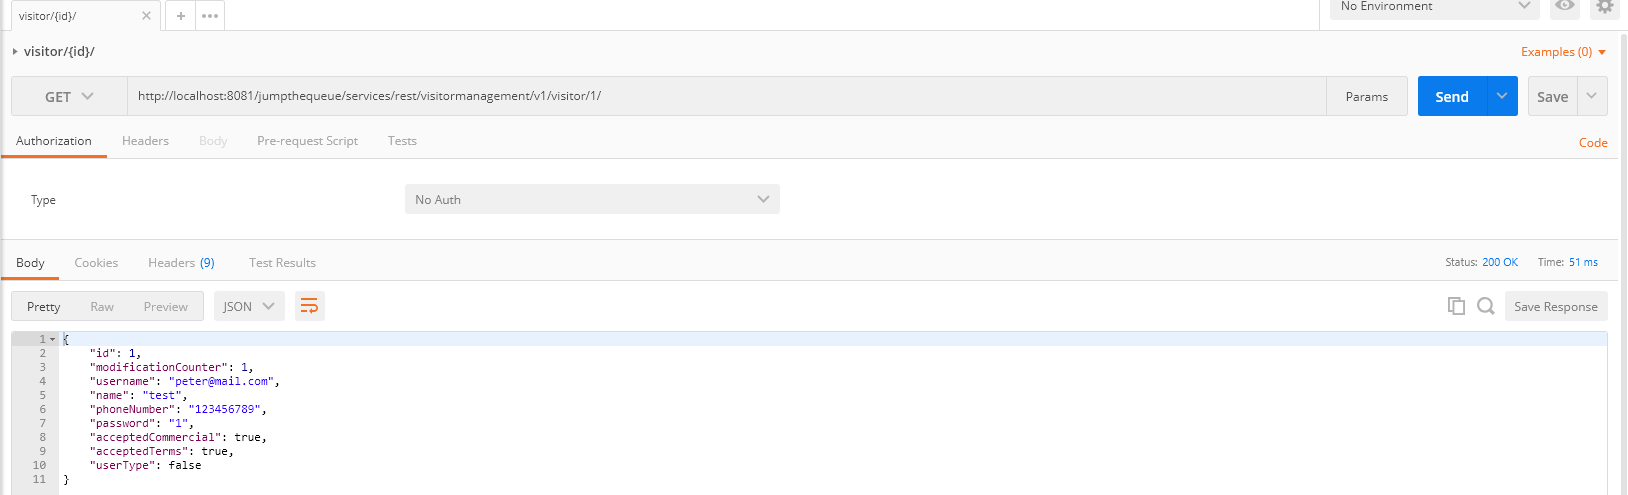 visitor/{id}/
No Environment
visitor/{id}/
Examples (0)
GET http://localhost:8081/jumpthequeue/services/rest/visitormanagement/v1/visitor/1/ Params Send Save
Authorization Headers Body Pre-request Script Tests Code
Type No Auth
Body Cookies Headers (9) Test Results Status: 200 OK Time: 51 ms
Pretty Raw Preview JSON Save Response
1 {
2 "id": 1,
3 "modificationCounter": 1,
4 "username": "peter@mail.com",
5 "name": "test",
6 "phoneNumber": "123456789",
7 "password": "1",
8 "acceptedCommercial": true,
9 "acceptedTerms": true,
10 "userType": false
11 }